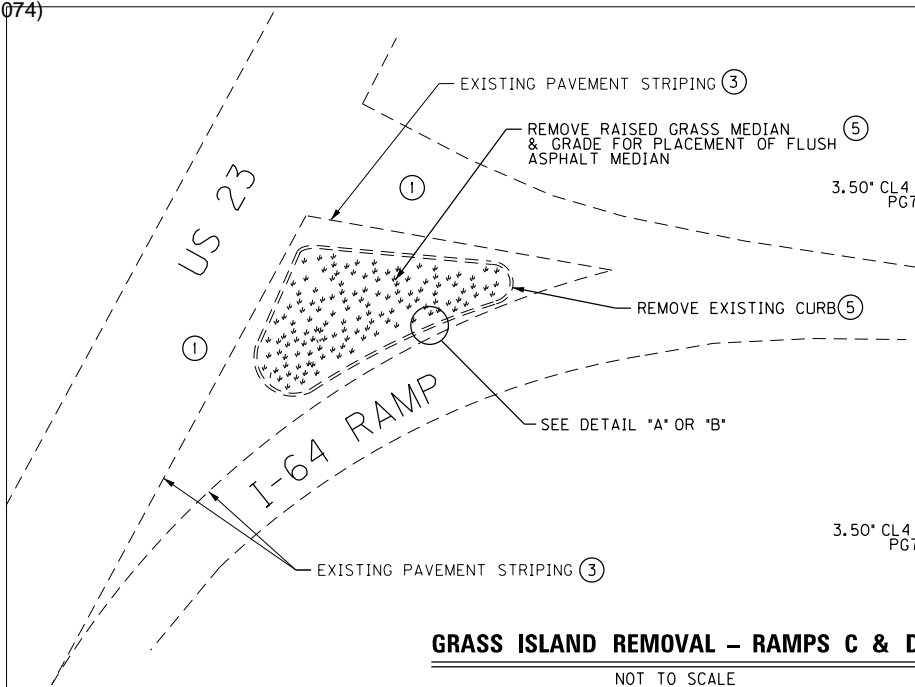 074)
EXISTING PAVEMENT STRIPING ③
REMOVE RAISED GRASS MEDIAN ⑤
& GRADE FOR PLACEMENT OF FLUSH
ASPHALT MEDIAN
①
3.50" CL4
PG7
US 23
REMOVE EXISTING CURB ⑤
①
I-64 RAMP
SEE DETAIL "A" OR "B"
3.50" CL4
PG7
EXISTING PAVEMENT STRIPING ③
GRASS ISLAND REMOVAL – RAMPS C & D
NOT TO SCALE